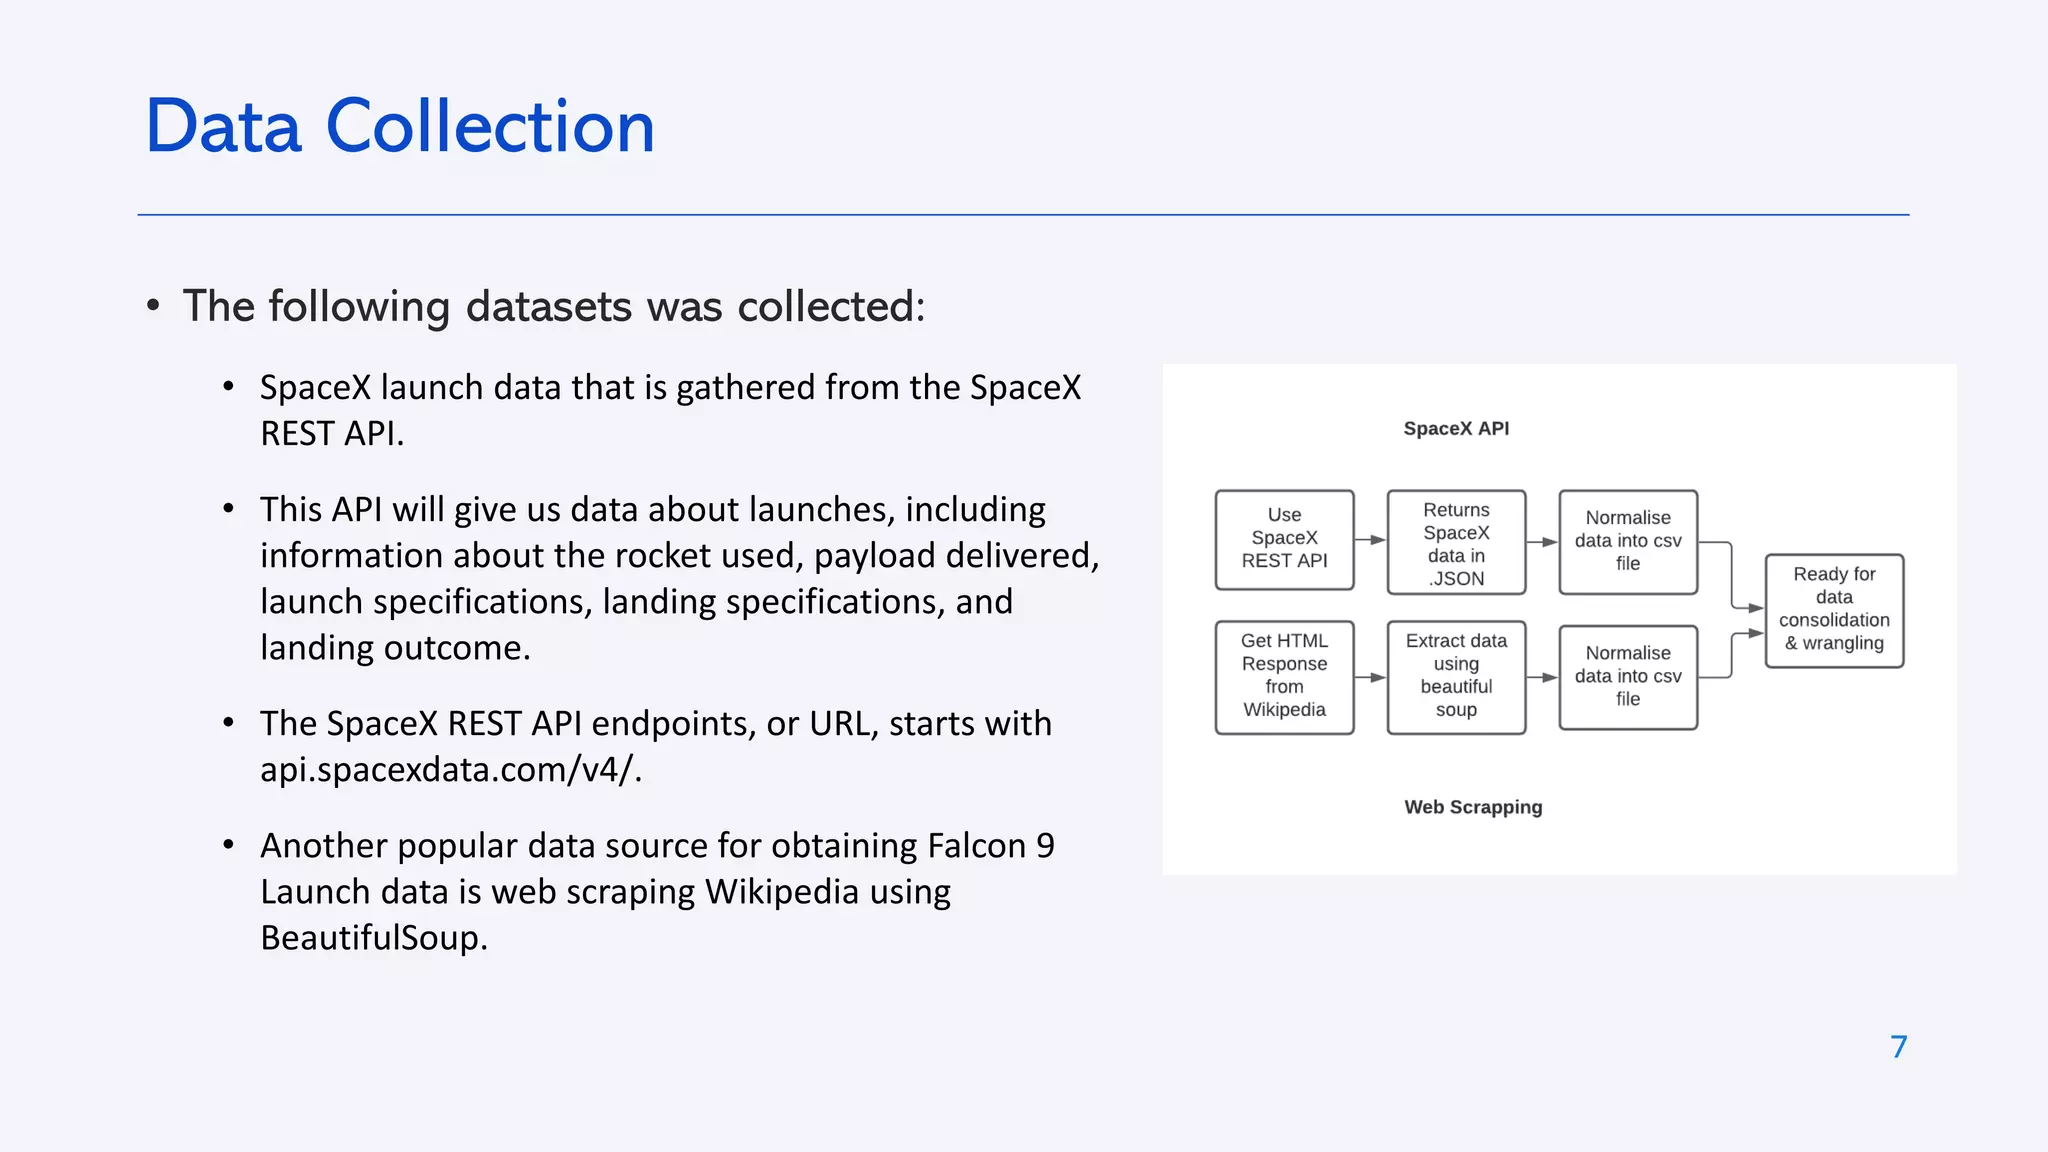 Data Collection
• The following datasets was collected:
• SpaceX launch data that is gathered from the SpaceX
REST API.
• This API will give us data about launches, including
information about the rocket used, payload delivered,
launch specifications, landing specifications, and
landing outcome.
• The SpaceX REST API endpoints, or URL, starts with
api.spacexdata.com/v4/.
• Another popular data source for obtaining Falcon 9
Launch data is web scraping Wikipedia using
BeautifulSoup.
SpaceX API
Use
SpaceX
REST API
Returns
SpaceX
data in
.JSON
Normalise
data into csv
file
Get HTML
Response
from
Wikipedia
Extract data
using
beautiful
soup
Normalise
data into csv
file
Ready for
data
consolidation
& wrangling
Web Scrapping
7